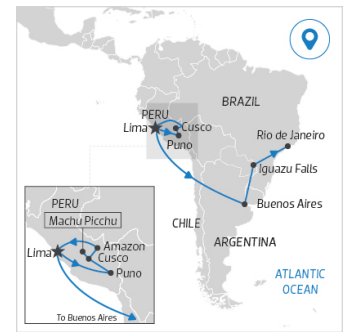 BRAZIL
PERU
Lima
Cusco
Puno
Rio de Janeiro
Iguazu Falls
Buenos Aires
CHILE
ARGENTINA
ATLANTIC
OCEAN
PERU
Machu Picchu
Lima
Amazon
Cusco
Puno
To Buenos Aires